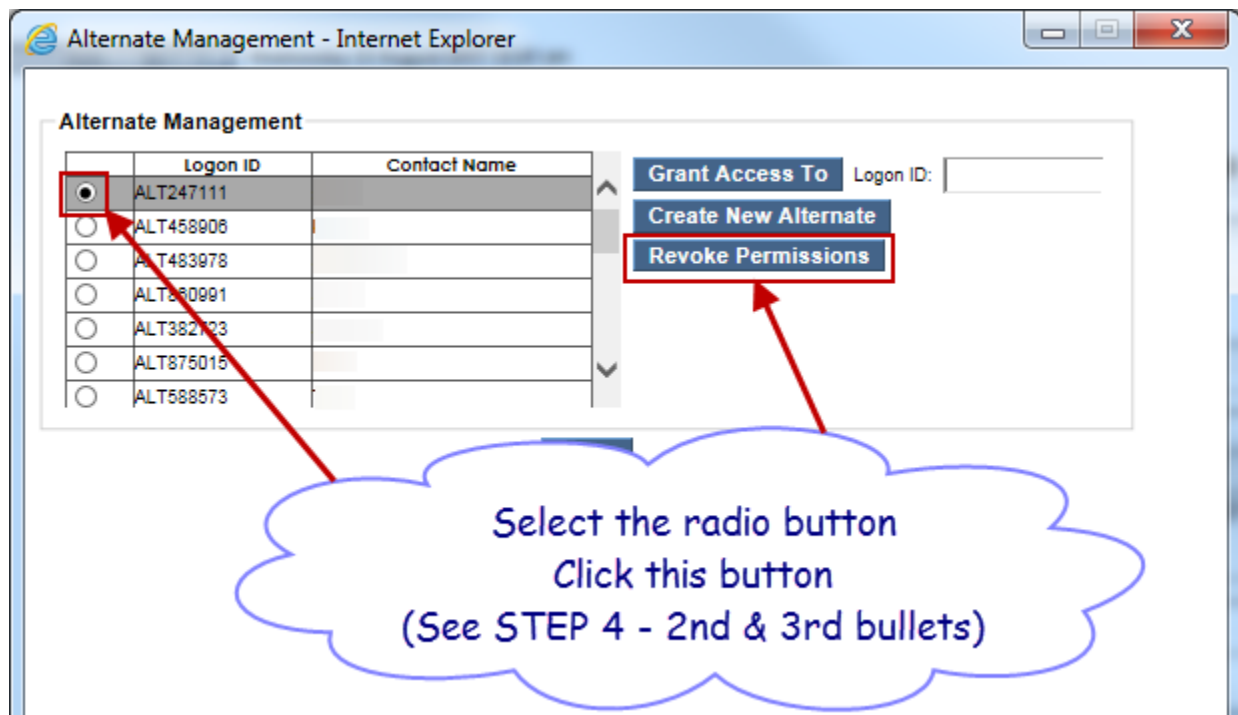 Alternate Management - Internet Explorer
Alternate Management
Logon ID Contact Name
ALT247111
ALT458906
ALT483978
ALT860991
ALT382723
ALT875015
ALT588573
Grant Access To Logon ID:
Create New Alternate
Revoke Permissions
Select the radio button
Click this button
(See STEP 4 - 2nd & 3rd bullets)